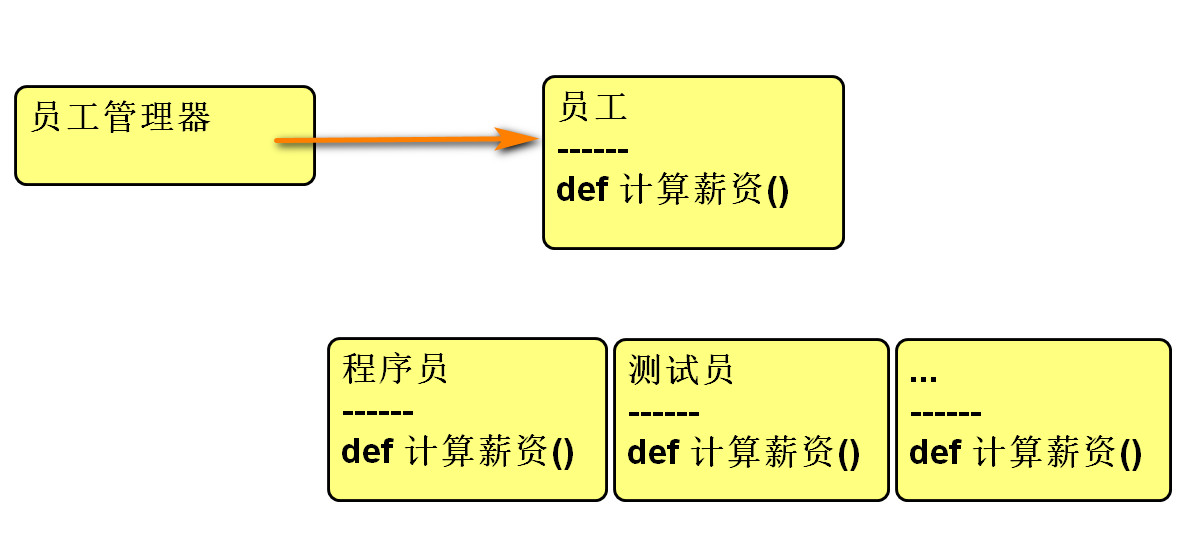 员工管理器
员工
------
def 计算薪资()
程序员
------
def 计算薪资()
测试员
------
def 计算薪资()
...
------
def 计算薪资()